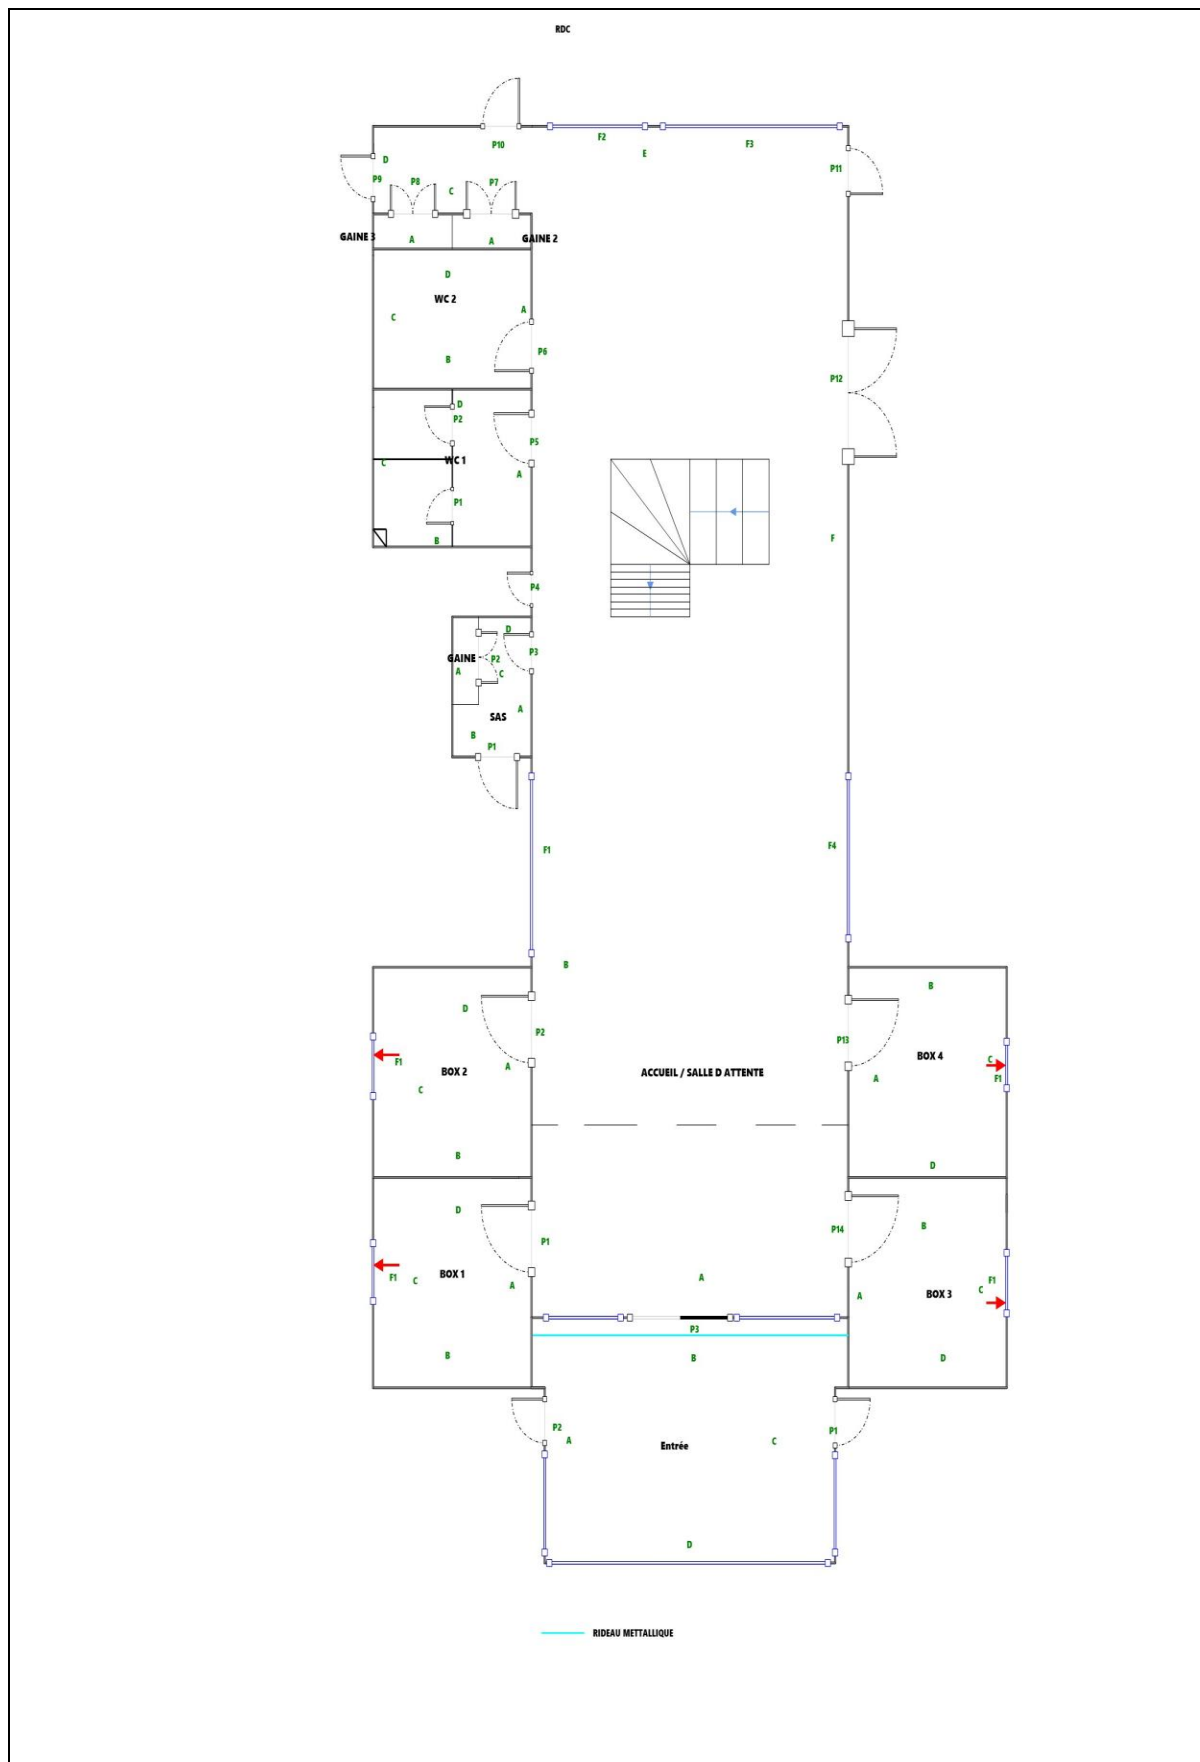 RDC
P10
F2
E
F3
D
P9
P8
C
P7
P11
GAINE 3
A
A
GAINE 2
D
WC 2
C
A
B
P6
P12
D
P2
P5
C
WC 1
A
P1
B
F
P4
D
P3
GAINE
P2
A
C
SAS
A
B
P1
F1
F4
B
D
P2
P13
B
BOX 4
C
F1
A
F1
BOX 2
A
C
ACCUEIL / SALLE D ATTENTE
B
D
D
P1
P14
B
BOX 1
F1
C
A
A
A
F1
C
BOX 3
P3
B
B
D
P2
A
Entrée
C
P1
D
RIDEAU METTALLIQUE